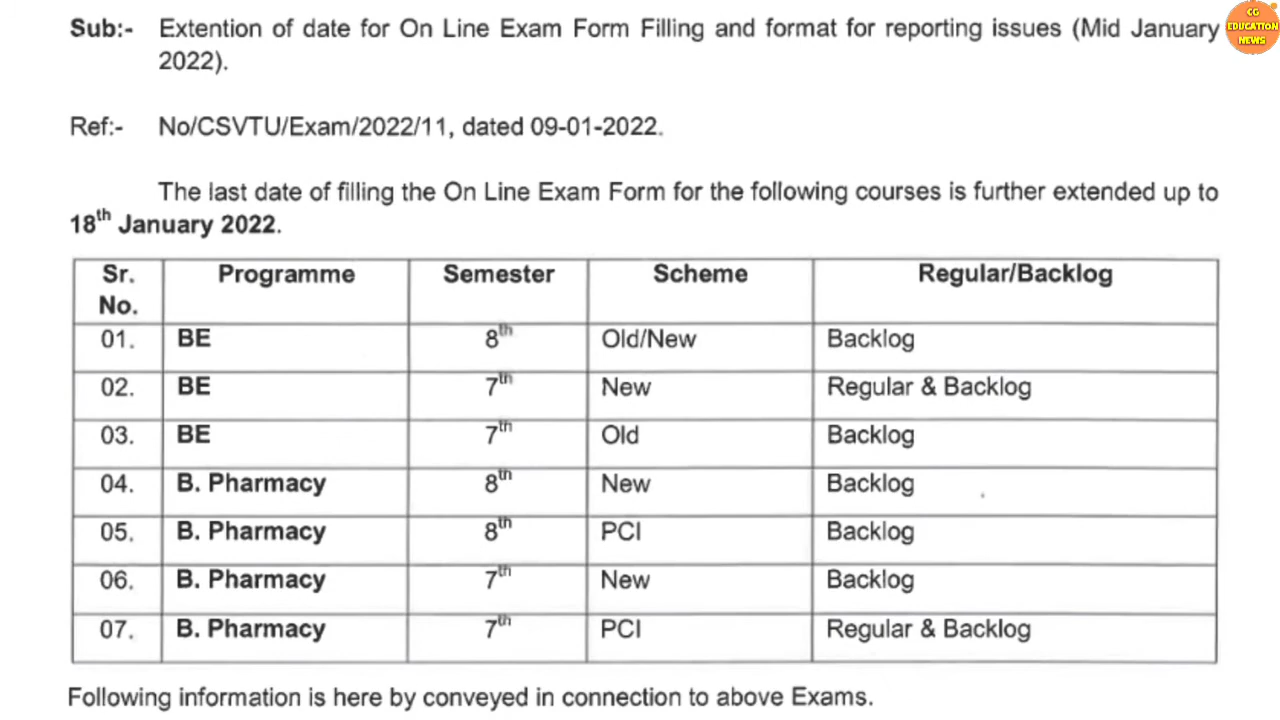 Sub:- Extention of date for On Line Exam Form Filling and format for reporting issues (Mid January
2022).
CG
EDUCATION
NEWS
Ref:- No/CSVTU/Exam/2022/11, dated 09-01-2022.
The last date of filling the On Line Exam Form for the following courses is further extended up to
18th January 2022.
Sr. No. Programme Semester Scheme Regular/Backlog
01. BE 8th Old/New Backlog
02. BE 7th New Regular & Backlog
03. BE 7th Old Backlog
04. B. Pharmacy 8th New Backlog
05. B. Pharmacy 8th PCI Backlog
06. B. Pharmacy 7th New Backlog
07. B. Pharmacy 7th PCI Regular & Backlog
Following information is here by conveyed in connection to above Exams.